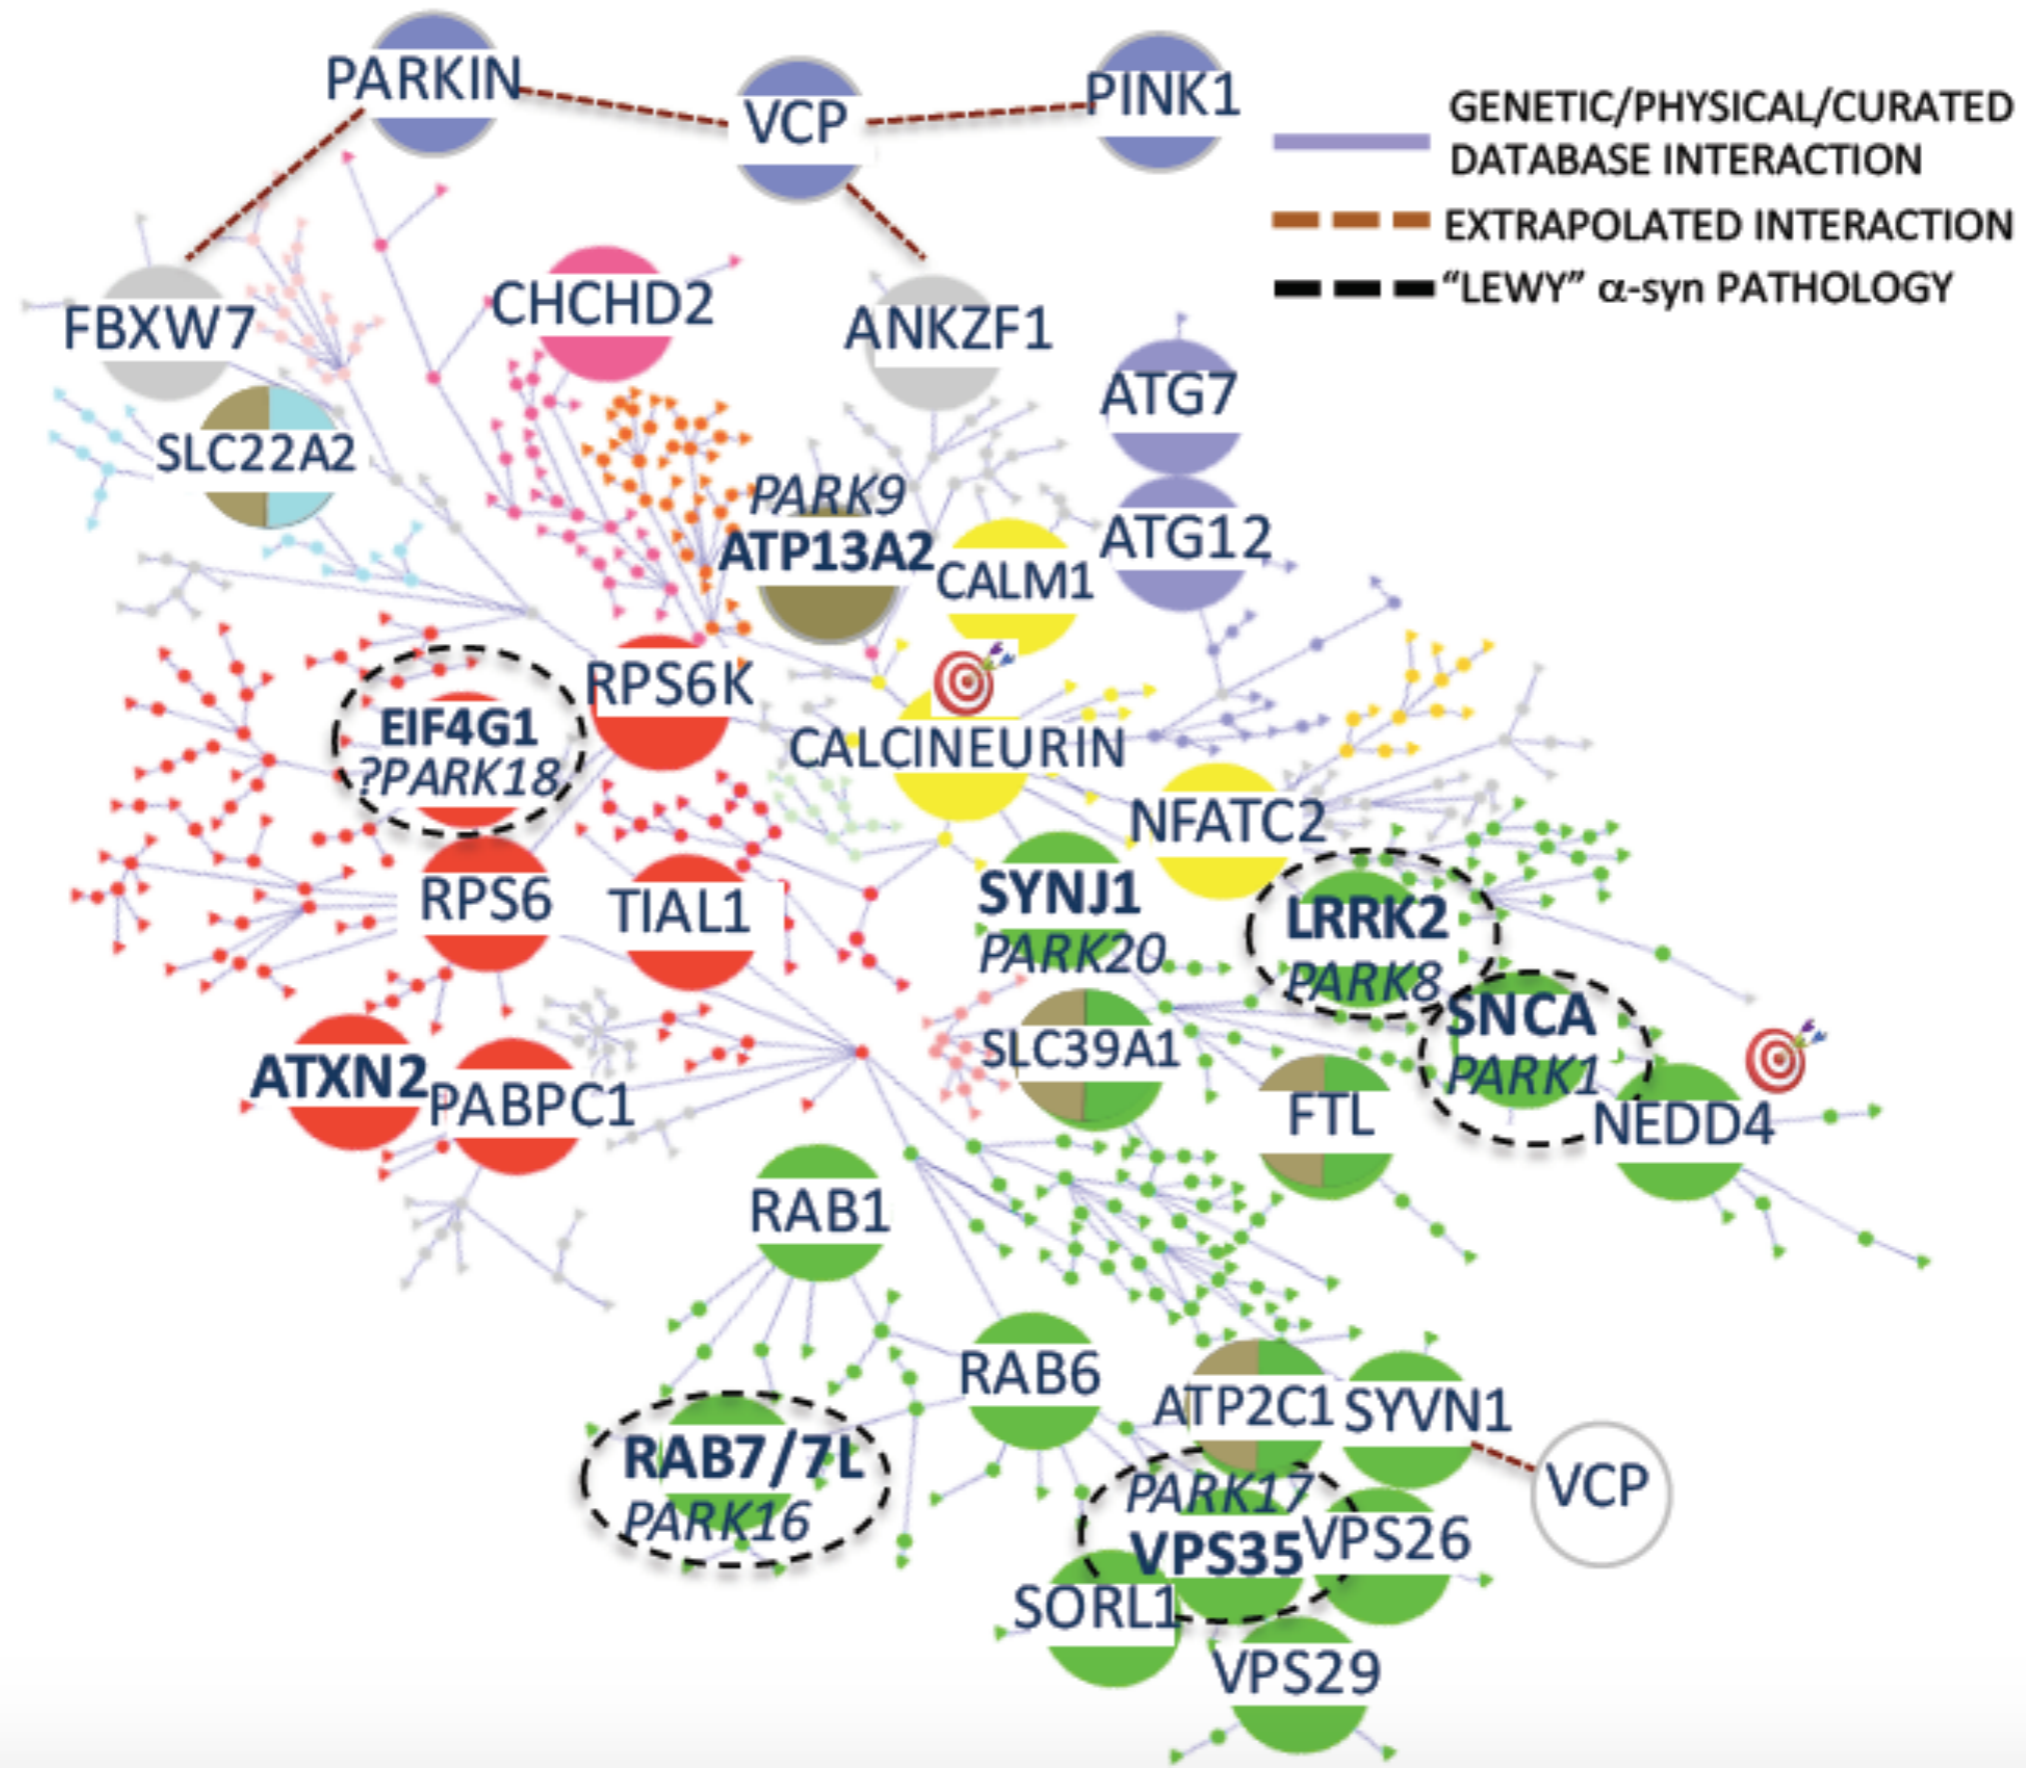 PARKIN
VCP
PINK1
GENETIC/PHYSICAL/CURATED
DATABASE INTERACTION
EXTRAPOLATED INTERACTION
"LEWY" α-syn PATHOLOGY
FBXW7
CHCHD2
ANKZF1
ATG7
SLC22A2
PARK9
ATP13A2
CALM1
ATG12
RPS6K
EIF4G1
?PARK18
CALCINEURIN
NFATC2
RPS6
TIAL1
SYNJ1
PARK20
LRRK2
PARK8
SNCA
PARK1
SLC39A1
ATXN2
PABPC1
FTL
NEDD4
RAB1
RAB6
ATP2C1
SYVN1
RAB7/7L
PARK16
PARK17
VPS35
VPS26
VCP
SORL1
VPS29